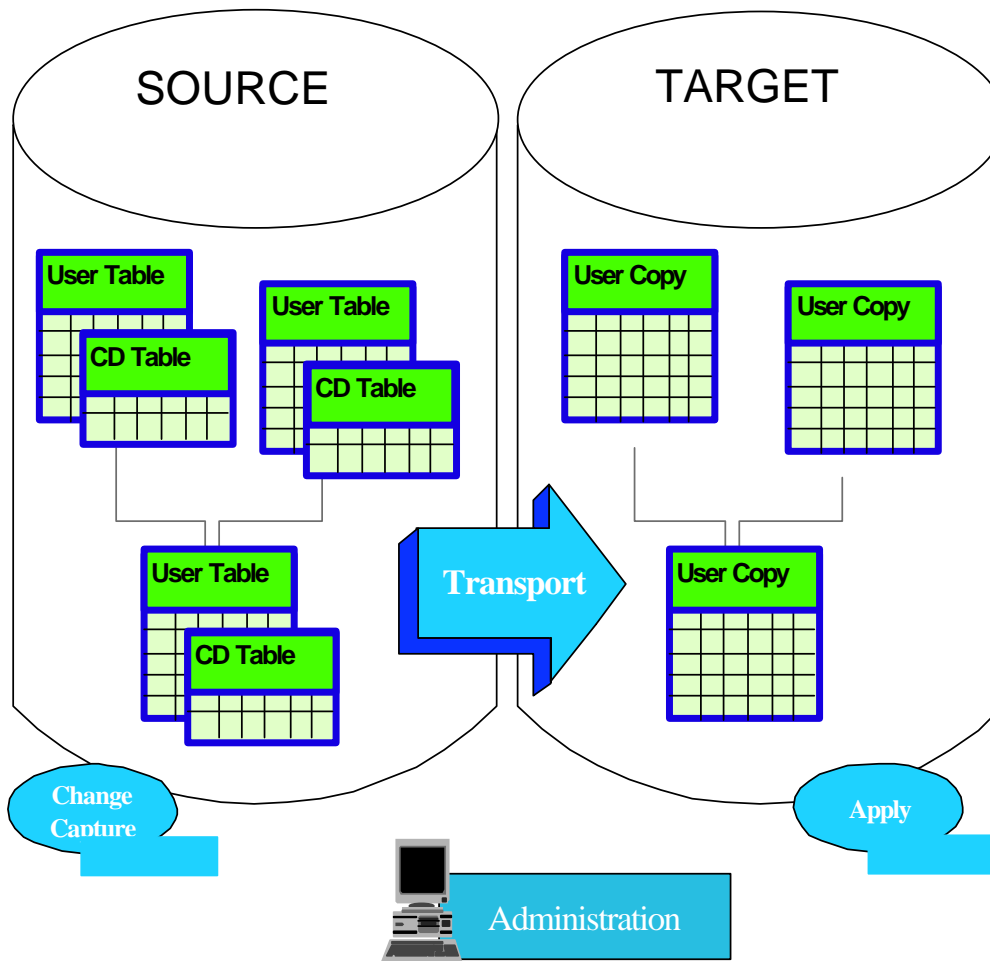 SOURCE
TARGET
User Table
User Table
CD Table
CD Table
User Table
CD Table
User Copy
User Copy
User Copy
Transport
Change
Capture
Apply
Administration